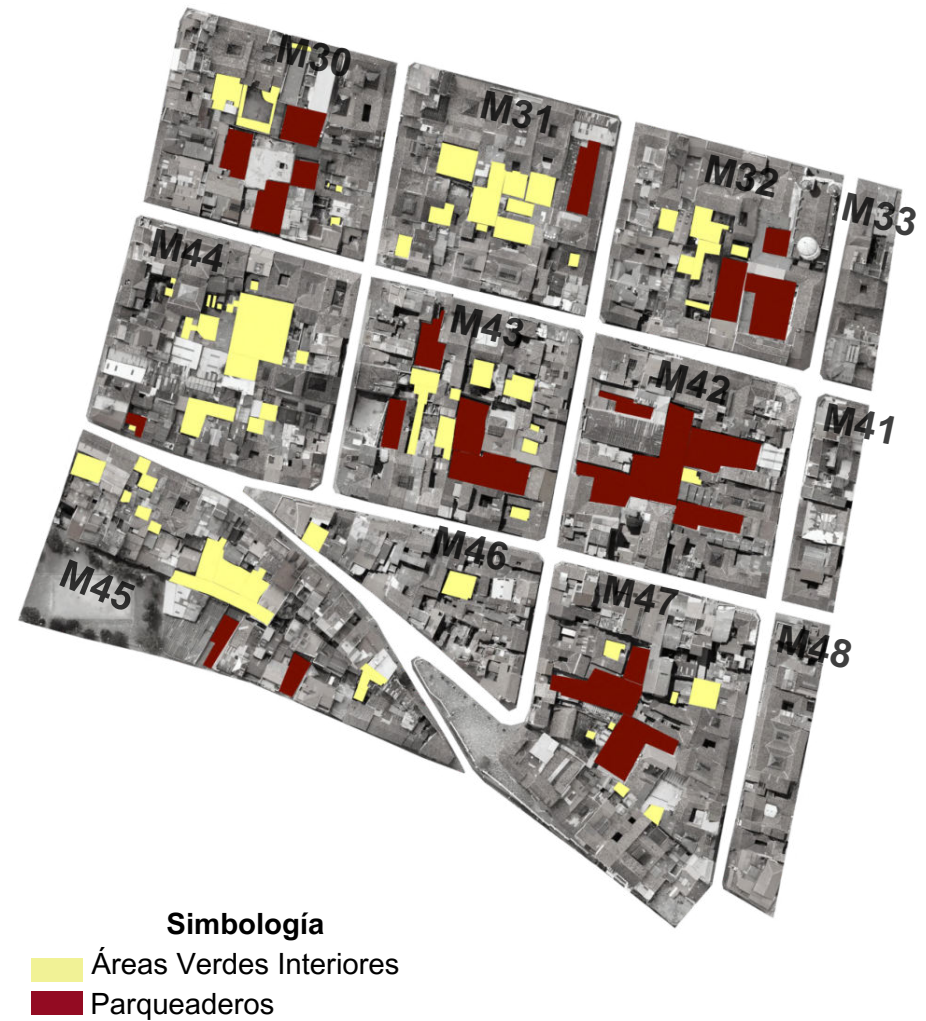 M30
M31
M32
M33
M44
M43
M42
M41
M45
M46
M47
M48
Simbología
Áreas Verdes Interiores
Parqueaderos